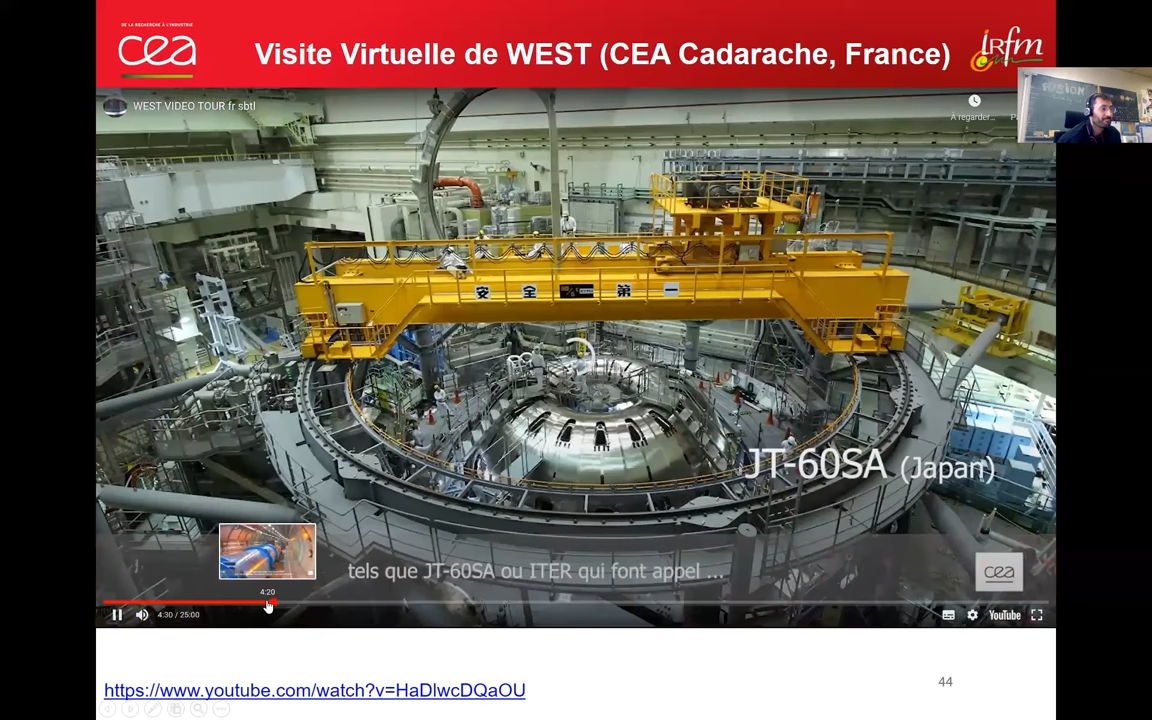 DE LA RECHERCHE À L'INDUSTRIE
cea
Visite Virtuelle de WEST (CEA Cadarache, France)
IRfm
WEST VIDEO TOUR fr sbtl
À regarder...
FUSION
安 全 第 一
JT-60SA (Japan)
tels que JT-60SA ou ITER qui font appel ...
cea
4:20
4:30 / 25:00
YouTube
https://www.youtube.com/watch?v=HaDlwcDQaOU
44